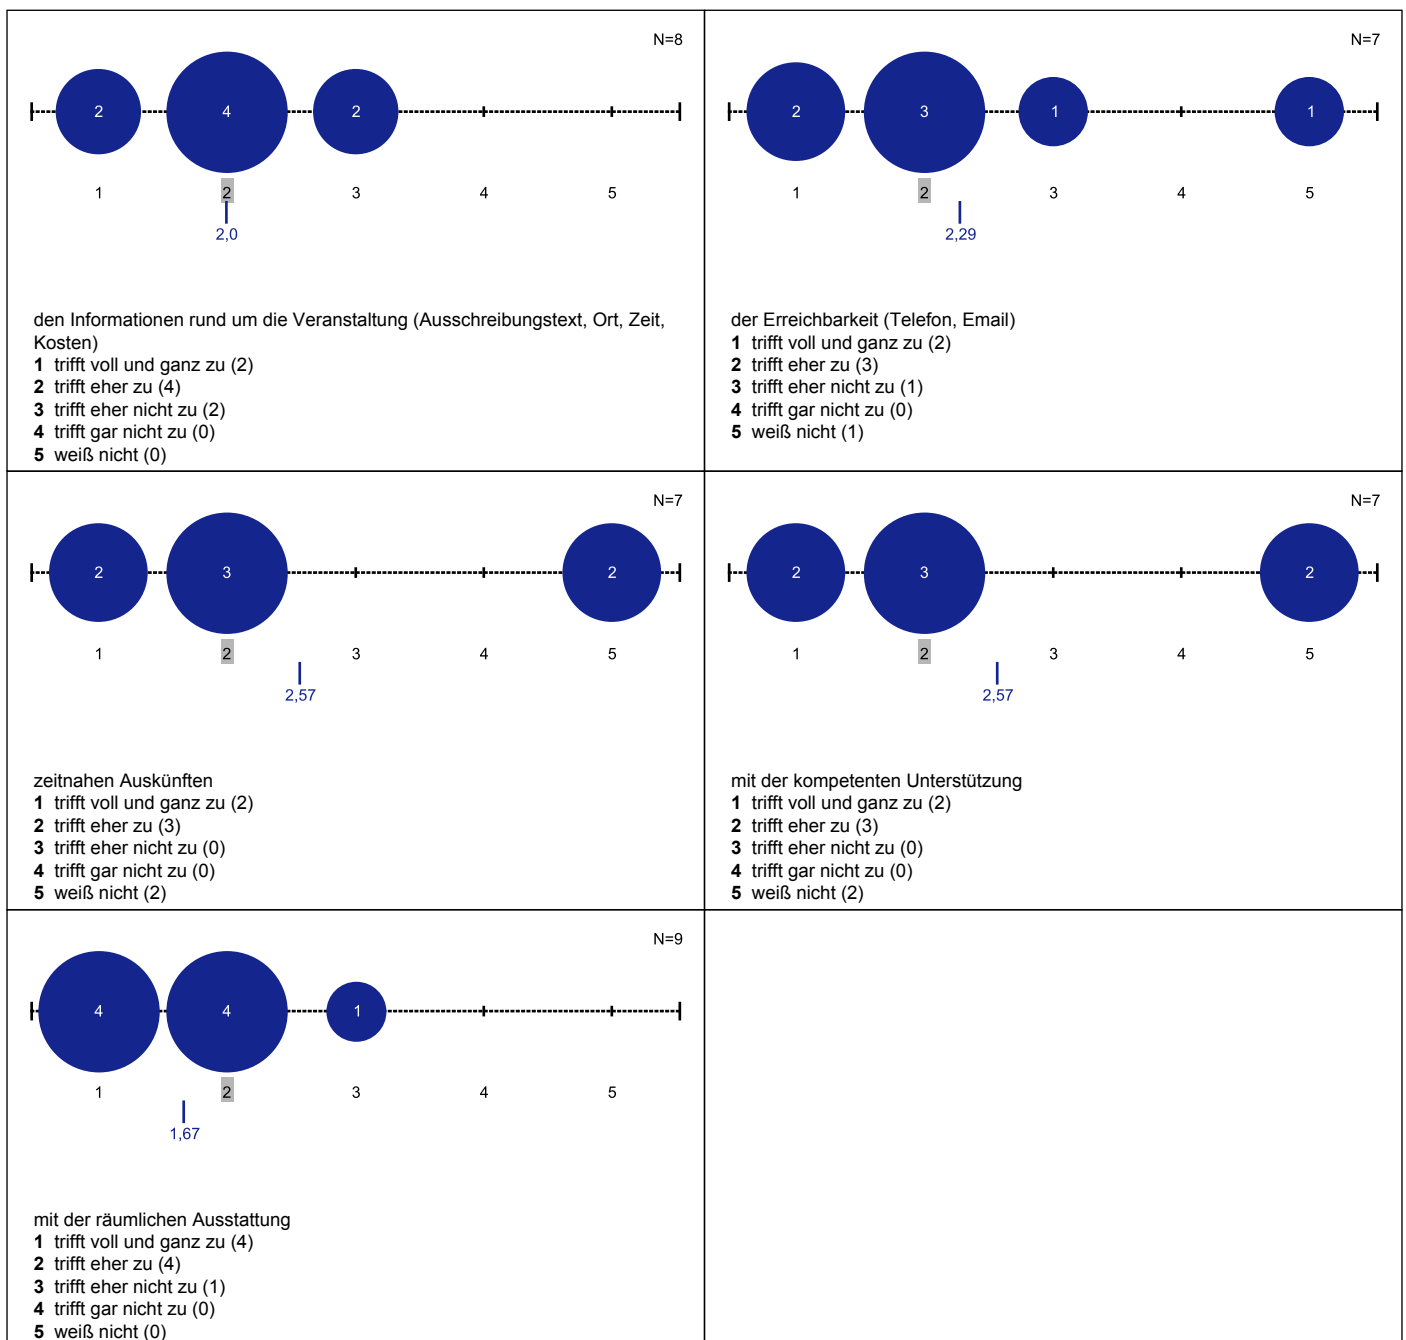 N=8
2 4 2
1 2 3 4 5
2,0
den Informationen rund um die Veranstaltung (Ausschreibungstext, Ort, Zeit,
Kosten)
1 trifft voll und ganz zu (2)
2 trifft eher zu (4)
3 trifft eher nicht zu (2)
4 trifft gar nicht zu (0)
5 weiß nicht (0)
N=7
2 3 1 1
1 2 3 4 5
2,29
der Erreichbarkeit (Telefon, Email)
1 trifft voll und ganz zu (2)
2 trifft eher zu (3)
3 trifft eher nicht zu (1)
4 trifft gar nicht zu (0)
5 weiß nicht (1)
N=7
2 3 2
1 2 3 4 5
2,57
zeitnahen Auskünften
1 trifft voll und ganz zu (2)
2 trifft eher zu (3)
3 trifft eher nicht zu (0)
4 trifft gar nicht zu (0)
5 weiß nicht (2)
N=7
2 3 2
1 2 3 4 5
2,57
mit der kompetenten Unterstützung
1 trifft voll und ganz zu (2)
2 trifft eher zu (3)
3 trifft eher nicht zu (0)
4 trifft gar nicht zu (0)
5 weiß nicht (2)
N=9
4 4 1
1 2 3 4 5
1,67
mit der räumlichen Ausstattung
1 trifft voll und ganz zu (4)
2 trifft eher zu (4)
3 trifft eher nicht zu (1)
4 trifft gar nicht zu (0)
5 weiß nicht (0)